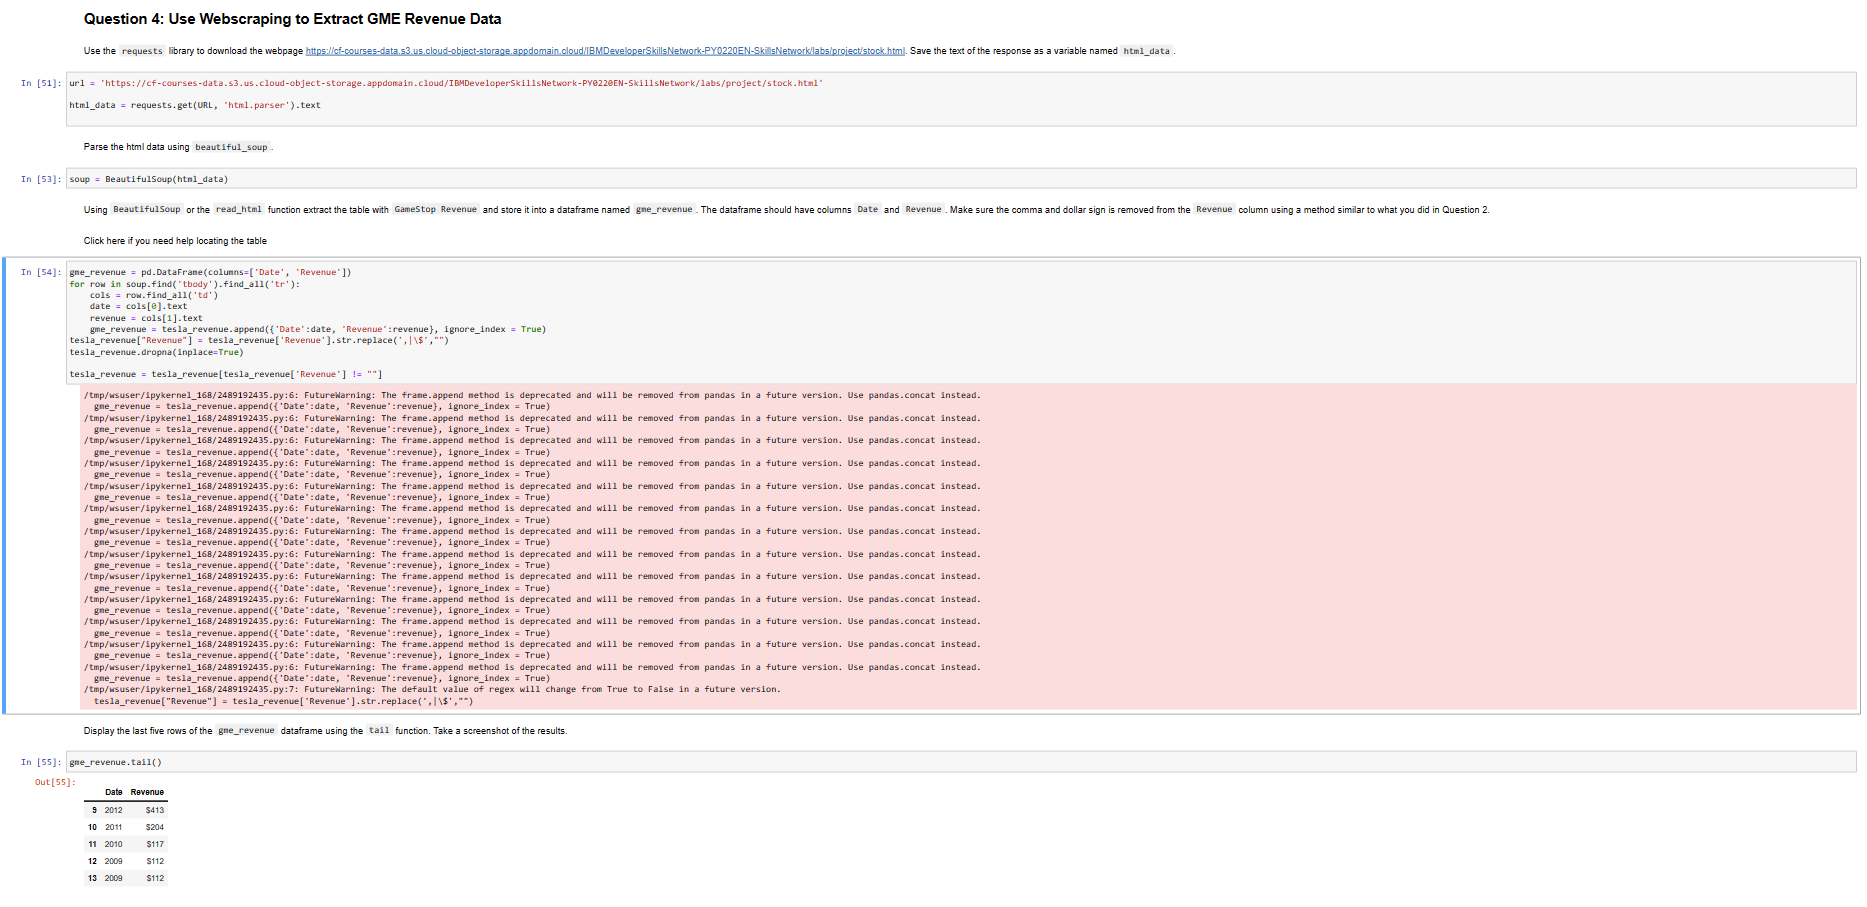 Question 4: Use Webscraping to Extract GME Revenue Data
Use the requests library to download the webpage https://cf-courses-data.s3.us.cloud-object-storage.appdomain.cloud/IBMDeveloperSkillsNetwork-PY0220EN-SkillsNetwork/labs/project/stock.html. Save the text of the response as a variable named html_data .
In [51]: url = 'https://cf-courses-data.s3.us.cloud-object-storage.appdomain.cloud/IBMDeveloperSkillsNetwork-PY0220EN-SkillsNetwork/labs/project/stock.html'
html_data = requests.get(URL, 'html.parser').text
Parse the html data using beautiful_soup .
In [53]: soup = BeautifulSoup(html_data)
Using BeautifulSoup or the read_html function extract the table with GameStop Revenue and store it into a dataframe named gme_revenue . The dataframe should have columns Date and Revenue . Make sure the comma and dollar sign is removed from the Revenue column using a method similar to what you did in Question 2.
Click here if you need help locating the table
In [54]: gme_revenue = pd.DataFrame(columns=['Date', 'Revenue'])
for row in soup.find('tbody').find_all('tr'):
    cols = row.find_all('td')
    date = cols[0].text
    revenue = cols[1].text
    gme_revenue = tesla_revenue.append({'Date':date, 'Revenue':revenue}, ignore_index = True)
tesla_revenue["Revenue"] = tesla_revenue['Revenue'].str.replace(',|\$',"")
tesla_revenue.dropna(inplace=True)
tesla_revenue = tesla_revenue[tesla_revenue['Revenue'] != ""]
/tmp/wsuser/ipykernel_168/2489192435.py:6: FutureWarning: The frame.append method is deprecated and will be removed from pandas in a future version. Use pandas.concat instead.
  gme_revenue = tesla_revenue.append({'Date':date, 'Revenue':revenue}, ignore_index = True)
/tmp/wsuser/ipykernel_168/2489192435.py:6: FutureWarning: The frame.append method is deprecated and will be removed from pandas in a future version. Use pandas.concat instead.
  gme_revenue = tesla_revenue.append({'Date':date, 'Revenue':revenue}, ignore_index = True)
/tmp/wsuser/ipykernel_168/2489192435.py:6: FutureWarning: The frame.append method is deprecated and will be removed from pandas in a future version. Use pandas.concat instead.
  gme_revenue = tesla_revenue.append({'Date':date, 'Revenue':revenue}, ignore_index = True)
/tmp/wsuser/ipykernel_168/2489192435.py:6: FutureWarning: The frame.append method is deprecated and will be removed from pandas in a future version. Use pandas.concat instead.
  gme_revenue = tesla_revenue.append({'Date':date, 'Revenue':revenue}, ignore_index = True)
/tmp/wsuser/ipykernel_168/2489192435.py:6: FutureWarning: The frame.append method is deprecated and will be removed from pandas in a future version. Use pandas.concat instead.
  gme_revenue = tesla_revenue.append({'Date':date, 'Revenue':revenue}, ignore_index = True)
/tmp/wsuser/ipykernel_168/2489192435.py:6: FutureWarning: The frame.append method is deprecated and will be removed from pandas in a future version. Use pandas.concat instead.
  gme_revenue = tesla_revenue.append({'Date':date, 'Revenue':revenue}, ignore_index = True)
/tmp/wsuser/ipykernel_168/2489192435.py:6: FutureWarning: The frame.append method is deprecated and will be removed from pandas in a future version. Use pandas.concat instead.
  gme_revenue = tesla_revenue.append({'Date':date, 'Revenue':revenue}, ignore_index = True)
/tmp/wsuser/ipykernel_168/2489192435.py:6: FutureWarning: The frame.append method is deprecated and will be removed from pandas in a future version. Use pandas.concat instead.
  gme_revenue = tesla_revenue.append({'Date':date, 'Revenue':revenue}, ignore_index = True)
/tmp/wsuser/ipykernel_168/2489192435.py:6: FutureWarning: The frame.append method is deprecated and will be removed from pandas in a future version. Use pandas.concat instead.
  gme_revenue = tesla_revenue.append({'Date':date, 'Revenue':revenue}, ignore_index = True)
/tmp/wsuser/ipykernel_168/2489192435.py:6: FutureWarning: The frame.append method is deprecated and will be removed from pandas in a future version. Use pandas.concat instead.
  gme_revenue = tesla_revenue.append({'Date':date, 'Revenue':revenue}, ignore_index = True)
/tmp/wsuser/ipykernel_168/2489192435.py:6: FutureWarning: The frame.append method is deprecated and will be removed from pandas in a future version. Use pandas.concat instead.
  gme_revenue = tesla_revenue.append({'Date':date, 'Revenue':revenue}, ignore_index = True)
/tmp/wsuser/ipykernel_168/2489192435.py:6: FutureWarning: The frame.append method is deprecated and will be removed from pandas in a future version. Use pandas.concat instead.
  gme_revenue = tesla_revenue.append({'Date':date, 'Revenue':revenue}, ignore_index = True)
/tmp/wsuser/ipykernel_168/2489192435.py:6: FutureWarning: The frame.append method is deprecated and will be removed from pandas in a future version. Use pandas.concat instead.
  gme_revenue = tesla_revenue.append({'Date':date, 'Revenue':revenue}, ignore_index = True)
/tmp/wsuser/ipykernel_168/2489192435.py:7: FutureWarning: The default value of regex will change from True to False in a future version.
  tesla_revenue["Revenue"] = tesla_revenue['Revenue'].str.replace(',|\$',"")
Display the last five rows of the gme_revenue dataframe using the tail function. Take a screenshot of the results.
In [55]: gme_revenue.tail()
Out[55]:
Date Revenue
9 2012 $413
10 2011 $204
11 2010 $117
12 2009 $112
13 2009 $112